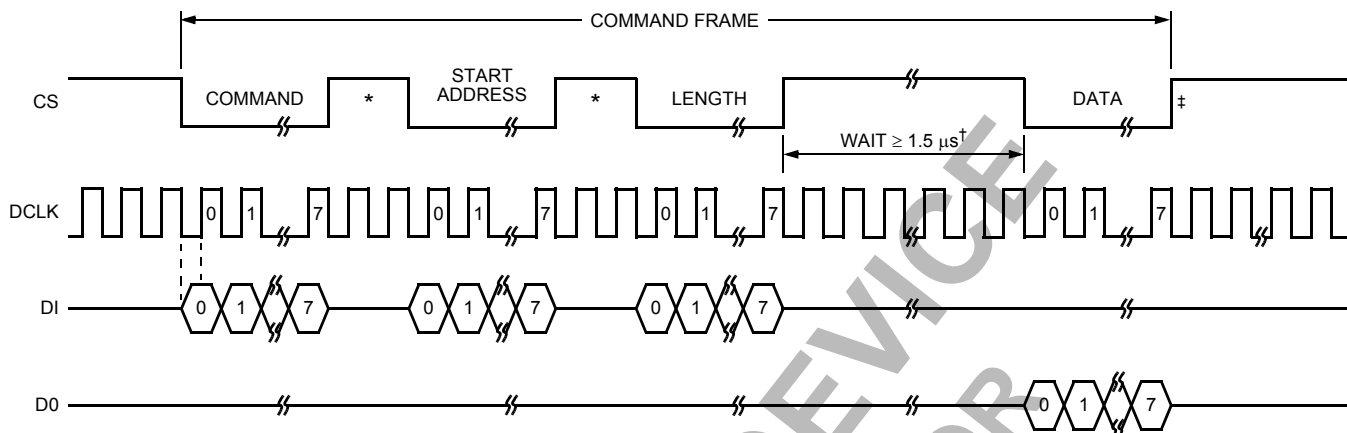 COMMAND FRAME
CS
COMMAND
*
START
ADDRESS
*
LENGTH
DATA
‡
WAIT ≥ 1.5 μs†
DCLK
0 1 7 0 1 7 0 1 7 0 1 7
DI
0 1 7 0 1 7 0 1 7
D0
0 1 7
EVICE
OR